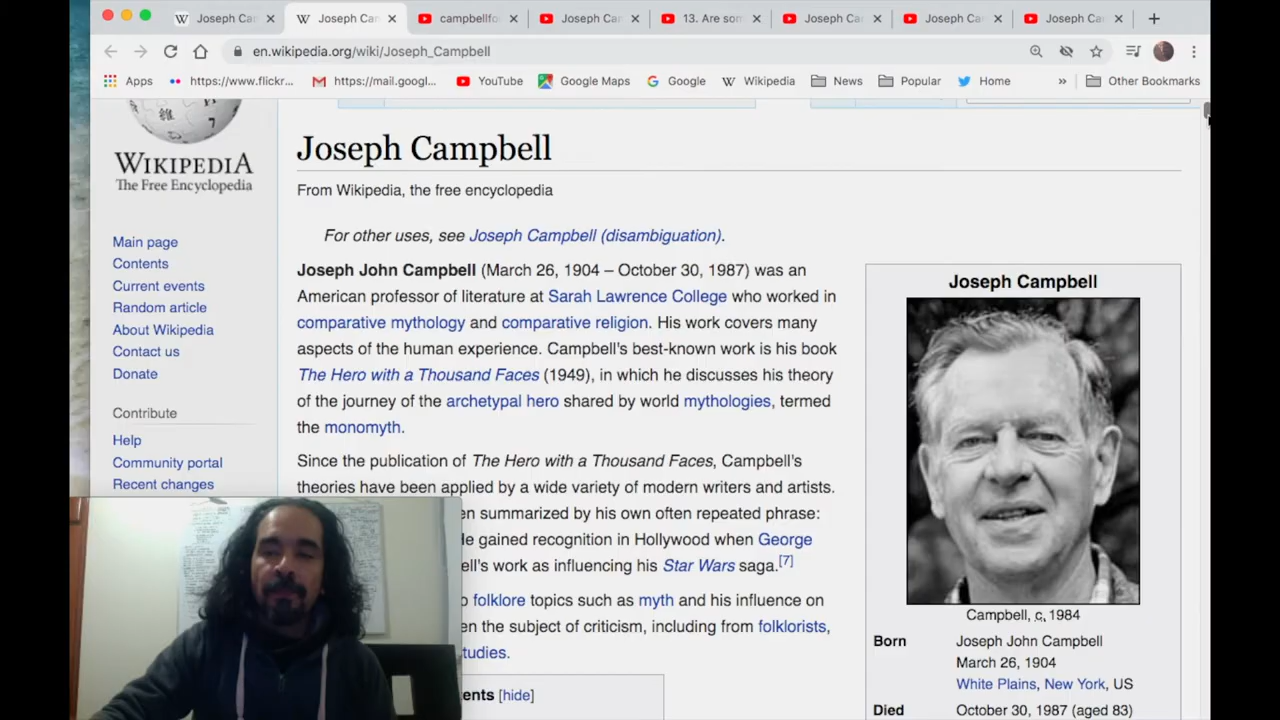 Joseph Ca
Joseph Cam
campbellfo
Joseph Ca
13. Are son
Joseph Ca
Joseph Ca
Joseph Ca
en.wikipedia.org/wiki/Joseph_Campbell
Apps
https://www.flickr...
https://mail.googl...
YouTube
Google Maps
Google
Wikipedia
News
Popular
Home
»
Other Bookmarks
WIKIPEDIA
The Free Encyclopedia
Main page
Contents
Current events
Random article
About Wikipedia
Contact us
Donate
Contribute
Help
Community portal
Recent changes
Joseph Campbell
From Wikipedia, the free encyclopedia
For other uses, see Joseph Campbell (disambiguation).
Joseph John Campbell (March 26, 1904 – October 30, 1987) was an
American professor of literature at Sarah Lawrence College who worked in
comparative mythology and comparative religion. His work covers many
aspects of the human experience. Campbell's best-known work is his book
The Hero with a Thousand Faces (1949), in which he discusses his theory
of the journey of the archetypal hero shared by world mythologies, termed
the monomyth.
Since the publication of The Hero with a Thousand Faces, Campbell's
theories have been applied by a wide variety of modern writers and artists.
en summarized by his own often repeated phrase:
le gained recognition in Hollywood when George
ell's work as influencing his Star Wars saga.[7]
o folklore topics such as myth and his influence on
en the subject of criticism, including from folklorists,
tudies.
ents [hide]
Joseph Campbell
Campbell, c. 1984
Born Joseph John Campbell
March 26, 1904
White Plains, New York, US
Died October 30, 1987 (aged 83)